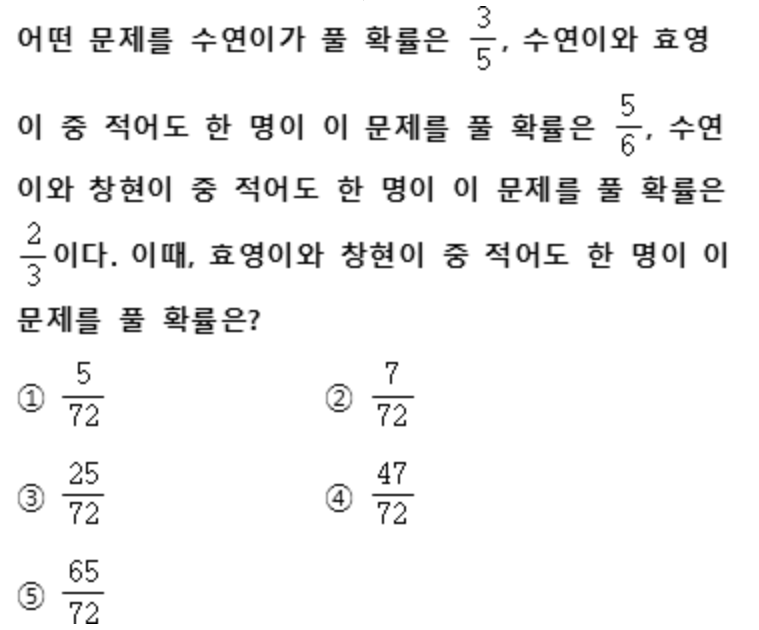 어떤 문제를 수연이가 풀 확률은 3/5, 수연이와 효영
이 중 적어도 한 명이 이 문제를 풀 확률은 5/6, 수연
이와 창현이 중 적어도 한 명이 이 문제를 풀 확률은
2/3이다. 이때, 효영이와 창현이 중 적어도 한 명이 이
문제를 풀 확률은?
① 5/72 ② 7/72
③ 25/72 ④ 47/72
⑤ 65/72